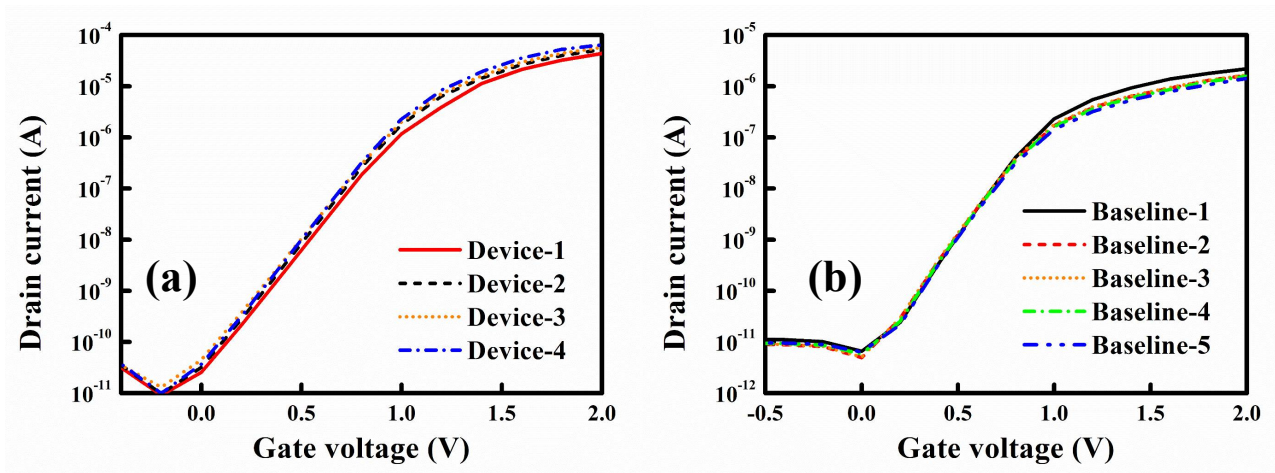 10^-4
10^-5
10^-6
10^-7
10^-8
10^-9
10^-10
10^-11
Drain current (A)
(a)
Device-1
Device-2
Device-3
Device-4
0.0 0.5 1.0 1.5 2.0
Gate voltage (V)
10^-5
10^-6
10^-7
10^-8
10^-9
10^-10
10^-11
10^-12
Drain current (A)
(b)
Baseline-1
Baseline-2
Baseline-3
Baseline-4
Baseline-5
-0.5 0.0 0.5 1.0 1.5 2.0
Gate voltage (V)